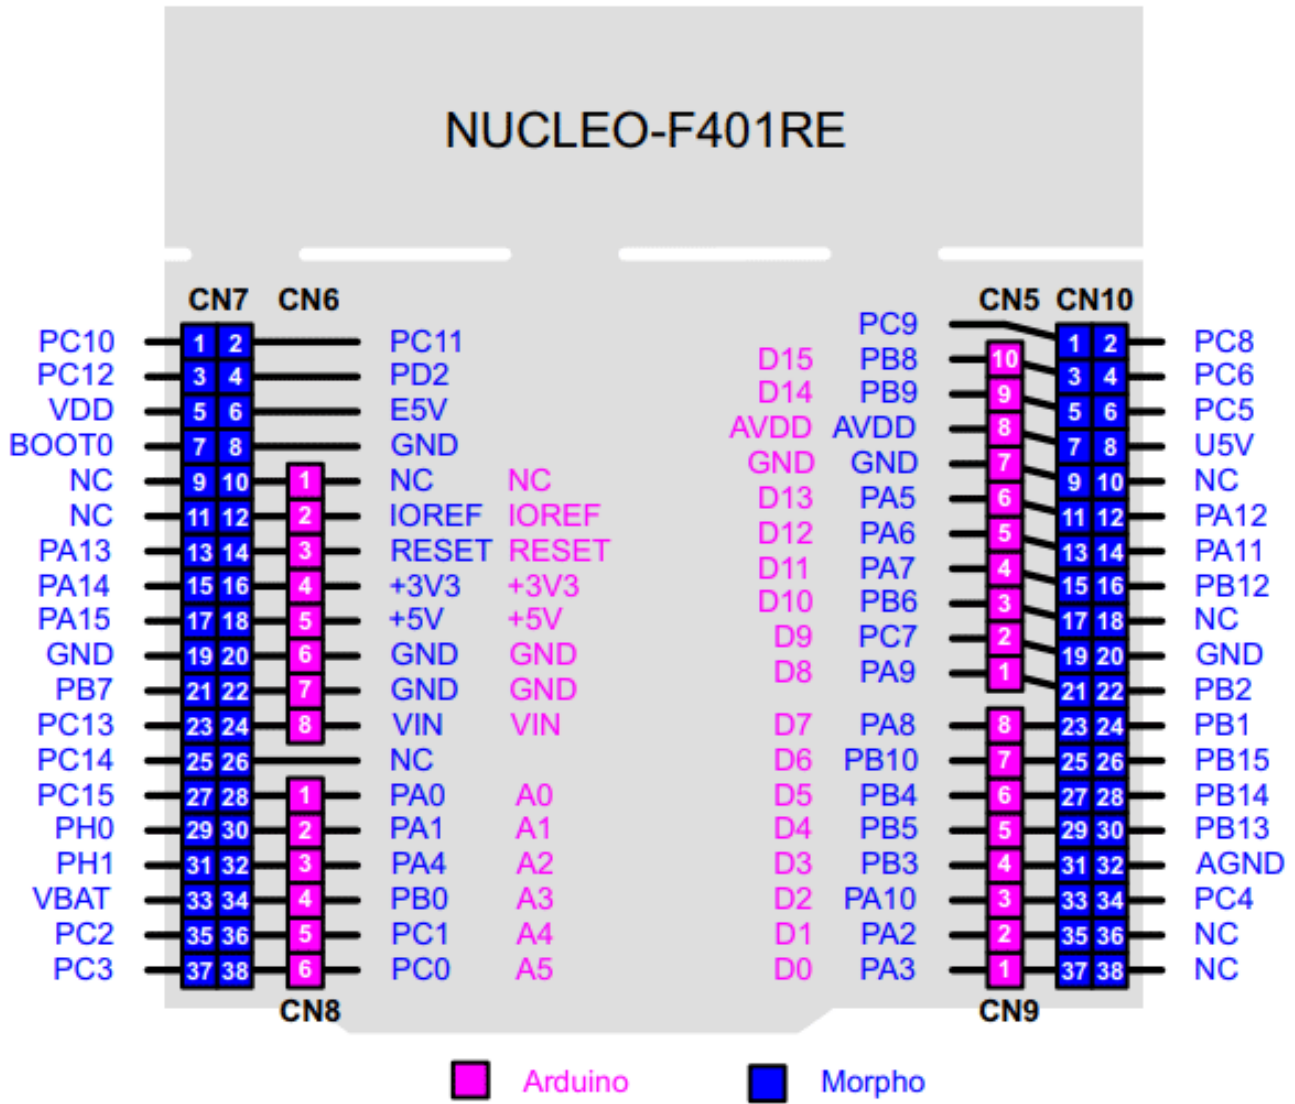 NUCLEO-F401RE
CN7 CN6 CN5 CN10
PC9
PC10 1 2 PC11 1 2 PC8
D15 PB8 10
PC12 3 4 PD2 3 4 PC6
D14 PB9 9
VDD 5 6 E5V 5 6 PC5
AVDD AVDD 8
BOOT0 7 8 GND 7 8 U5V
GND GND 7
NC 9 10 1 NC NC 9 10 NC
D13 PA5 6
NC 11 12 2 IOREF IOREF 11 12 PA12
D12 PA6 5
PA13 13 14 3 RESET RESET 13 14 PA11
D11 PA7 4
PA14 15 16 4 +3V3 +3V3 15 16 PB12
D10 PB6 3
PA15 17 18 5 +5V +5V 17 18 NC
D9 PC7 2
GND 19 20 6 GND GND 19 20 GND
D8 PA9 1
PB7 21 22 7 GND GND 21 22 PB2
PC13 23 24 8 VIN VIN D7 PA8 8 23 24 PB1
PC14 25 26 NC D6 PB10 7 25 26 PB15
PC15 27 28 1 PA0 A0 D5 PB4 6 27 28 PB14
PH0 29 30 2 PA1 A1 D4 PB5 5 29 30 PB13
PH1 31 32 3 PA4 A2 D3 PB3 4 31 32 AGND
VBAT 33 34 4 PB0 A3 D2 PA10 3 33 34 PC4
PC2 35 36 5 PC1 A4 D1 PA2 2 35 36 NC
PC3 37 38 6 PC0 A5 D0 PA3 1 37 38 NC
CN8 CN9
Arduino Morpho